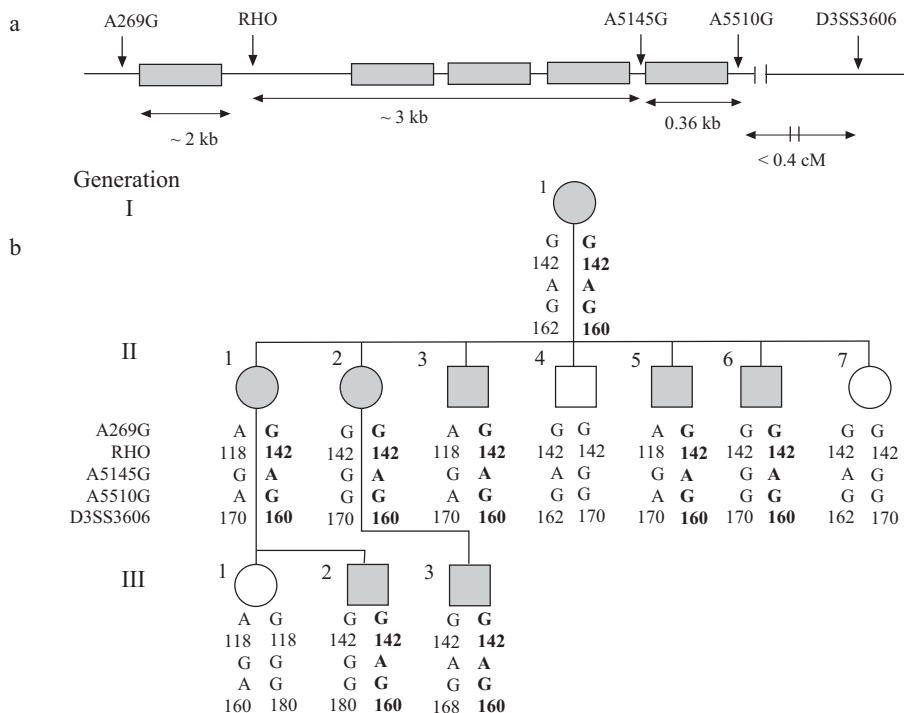 a
A269G RHO A5145G A5510G D3SS3606
~ 2 kb ~ 3 kb 0.36 kb < 0.4 cM
Generation
I
b
1
G G
142 142
A A
G G
162 160
II
1 2 3 4 5 6 7
A269G A G G G A G G G A G G G G G
RHO 118 142 142 142 118 142 142 142 118 142 142 142 142 142
A5145G G A G A G A A G G A G A A G
A5510G A G G G A G G G A G G G G G
D3SS3606 170 160 170 160 170 160 162 170 170 160 170 160 162 170
III
1 2 3
A G G G G G
118 118 142 142 142 142
G G G A A A
A G G G G G
160 180 180 160 168 160